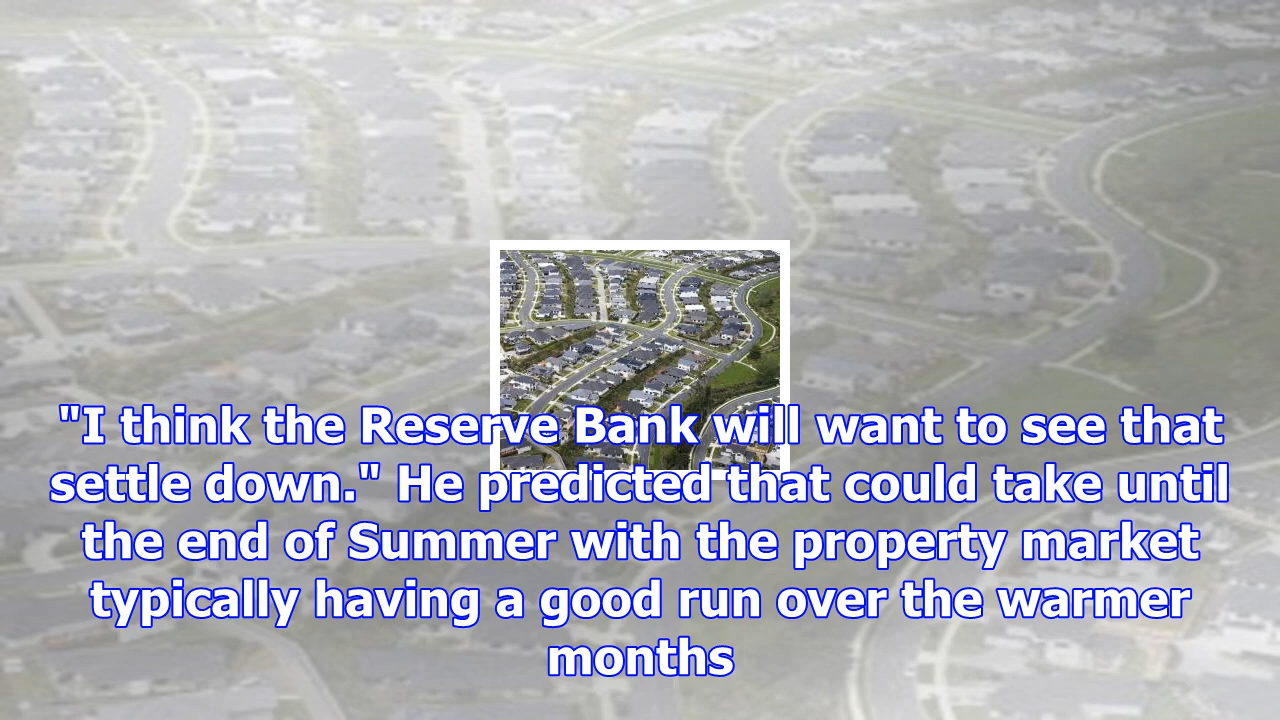 "I think the Reserve Bank will want to see that
settle down." He predicted that could take until
the end of Summer with the property market
typically having a good run over the warmer
months